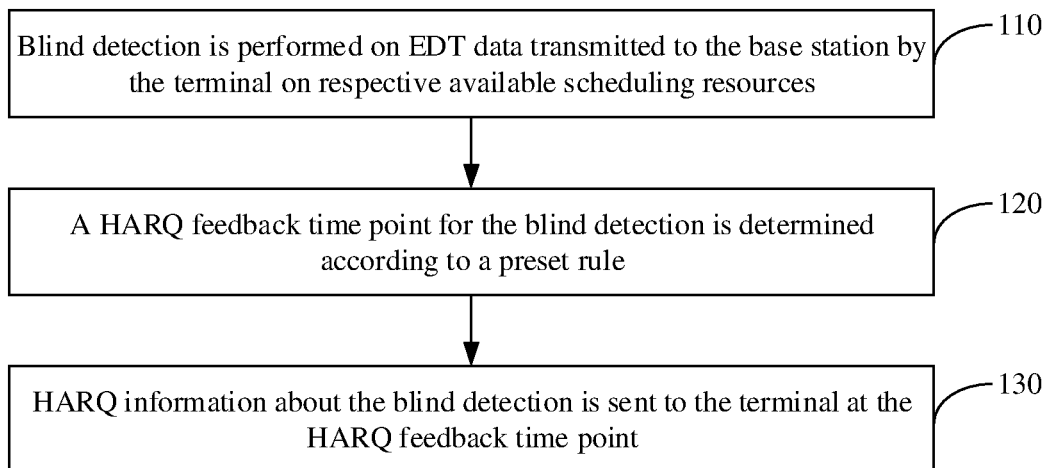 110
Blind detection is performed on EDT data transmitted to the base station by
the terminal on respective available scheduling resources
120
A HARQ feedback time point for the blind detection is determined
according to a preset rule
130
HARQ information about the blind detection is sent to the terminal at the
HARQ feedback time point